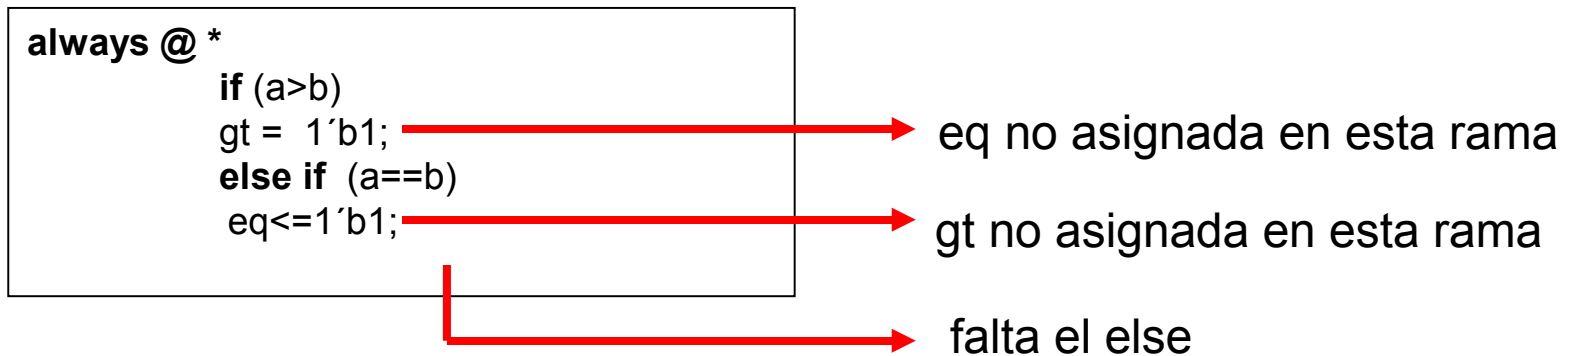 always @ *
if (a>b)
gt = 1´b1;
eq no asignada en esta rama
else if (a==b)
eq<=1´b1;
gt no asignada en esta rama
falta el else